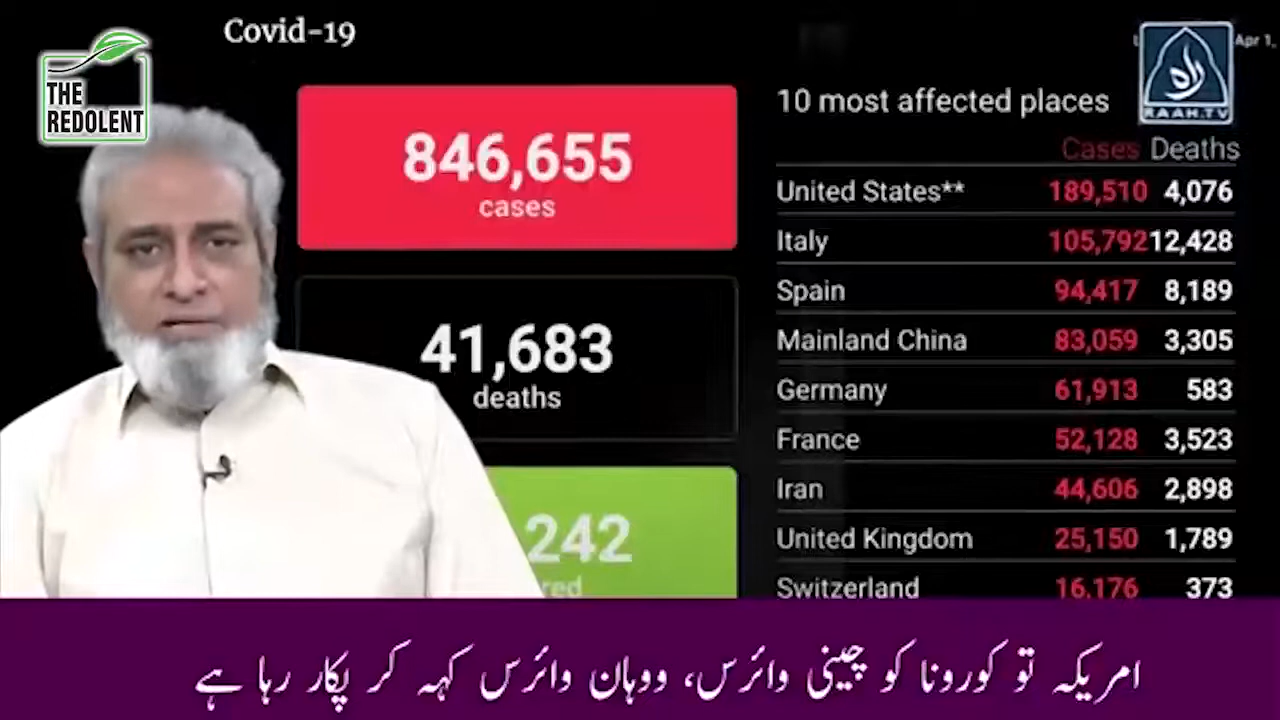 THE
REDOLENT
Covid-19
Apr 1,
راہ
RAAH.TV
846,655
cases
41,683
deaths
242
red
10 most affected places
Cases Deaths
United States** 189,510 4,076
Italy 105,792 12,428
Spain 94,417 8,189
Mainland China 83,059 3,305
Germany 61,913 583
France 52,128 3,523
Iran 44,606 2,898
United Kingdom 25,150 1,789
Switzerland 16,176 373
امریکہ تو کورونا کو چینی وائرس، ووہان وائرس کہہ کر پکار رہا ہے